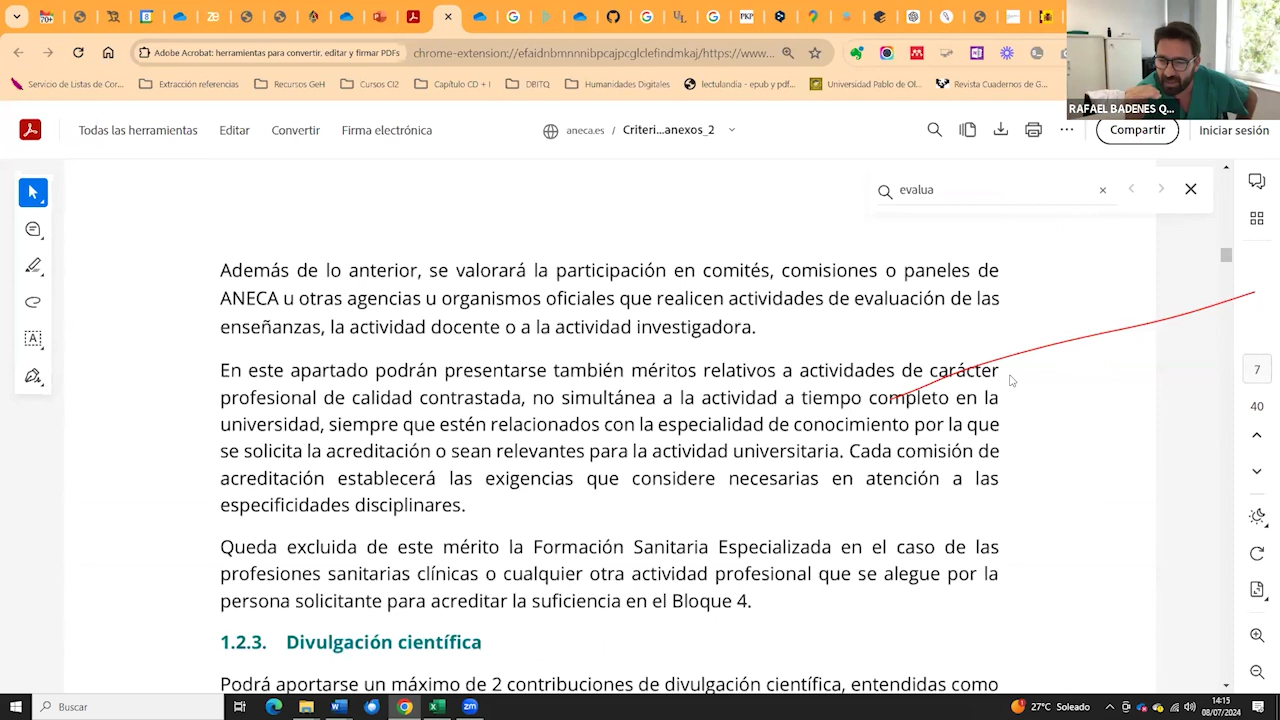 Adobe Acrobat: herramientas para convertir, editar y firmar PDFs
chrome-extension://efaidnbmnnnibpcajpcglclefindmkaj/https://www...
Servicio de Listas de Cor...
Extracción referencias
Recursos GeH
Cursos CI2
Capítulo CD + I
DBITQ
Humanidades Digitales
lectulandia - epub y pdf...
Universidad Pablo de Ol...
Revista Cuadernos de G...
RAFAEL BADENES Q...
Todas las herramientas
Editar
Convertir
Firma electrónica
aneca.es / Criteri...anexos_2
Compartir
Iniciar sesión
evalua
Además de lo anterior, se valorará la participación en comités, comisiones o paneles de
ANECA u otras agencias u organismos oficiales que realicen actividades de evaluación de las
enseñanzas, la actividad docente o a la actividad investigadora.
En este apartado podrán presentarse también méritos relativos a actividades de carácter
profesional de calidad contrastada, no simultánea a la actividad a tiempo completo en la
universidad, siempre que estén relacionados con la especialidad de conocimiento por la que
se solicita la acreditación o sean relevantes para la actividad universitaria. Cada comisión de
acreditación establecerá las exigencias que considere necesarias en atención a las
especificidades disciplinares.
Queda excluida de este mérito la Formación Sanitaria Especializada en el caso de las
profesiones sanitarias clínicas o cualquier otra actividad profesional que se alegue por la
persona solicitante para acreditar la suficiencia en el Bloque 4.
1.2.3. Divulgación científica
Podrá aportarse un máximo de 2 contribuciones de divulgación científica, entendidas como
7
40
Buscar
27°C Soleado
14:15
08/07/2024